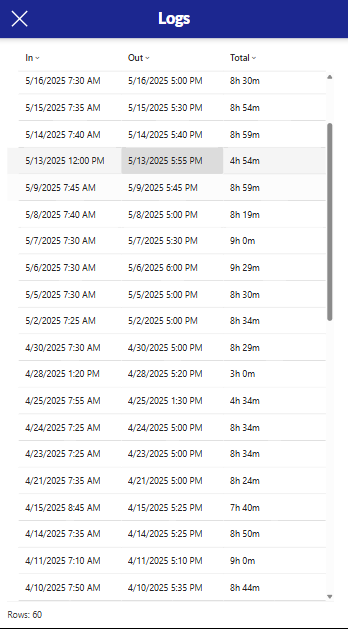 Logs
In Out Total
5/16/2025 7:30 AM 5/16/2025 5:00 PM 8h 30m
5/15/2025 7:35 AM 5/15/2025 5:30 PM 8h 54m
5/14/2025 7:40 AM 5/14/2025 5:40 PM 8h 59m
5/13/2025 12:00 PM 5/13/2025 5:55 PM 4h 54m
5/9/2025 7:45 AM 5/9/2025 5:45 PM 8h 59m
5/8/2025 7:40 AM 5/8/2025 5:00 PM 8h 19m
5/7/2025 7:30 AM 5/7/2025 5:30 PM 9h 0m
5/6/2025 7:30 AM 5/6/2025 6:00 PM 9h 29m
5/5/2025 7:30 AM 5/5/2025 5:00 PM 8h 30m
5/2/2025 7:25 AM 5/2/2025 5:00 PM 8h 34m
4/30/2025 7:30 AM 4/30/2025 5:00 PM 8h 29m
4/28/2025 1:20 PM 4/28/2025 5:20 PM 3h 0m
4/25/2025 7:55 AM 4/25/2025 1:30 PM 4h 34m
4/24/2025 7:25 AM 4/24/2025 5:00 PM 8h 34m
4/23/2025 7:25 AM 4/23/2025 5:00 PM 8h 34m
4/21/2025 7:35 AM 4/21/2025 5:00 PM 8h 24m
4/15/2025 8:45 AM 4/15/2025 5:25 PM 7h 40m
4/14/2025 7:35 AM 4/14/2025 5:25 PM 8h 50m
4/11/2025 7:10 AM 4/11/2025 5:10 PM 9h 0m
4/10/2025 7:50 AM 4/10/2025 5:35 PM 8h 44m
Rows: 60